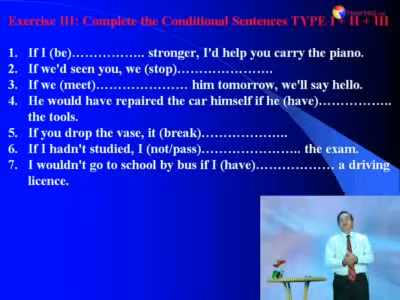 Exercise III: Complete the Conditional Sentences TYPE I + II + III
1. If I (be)…………….. stronger, I'd help you carry the piano.
2. If we'd seen you, we (stop)………………….
3. If we (meet)………………… him tomorrow, we'll say hello.
4. He would have repaired the car himself if he (have)……………..
the tools.
5. If you drop the vase, it (break)………………..
6. If I hadn't studied, I (not/pass)………………….. the exam.
7. I wouldn't go to school by bus if I (have)……………… a driving
licence.